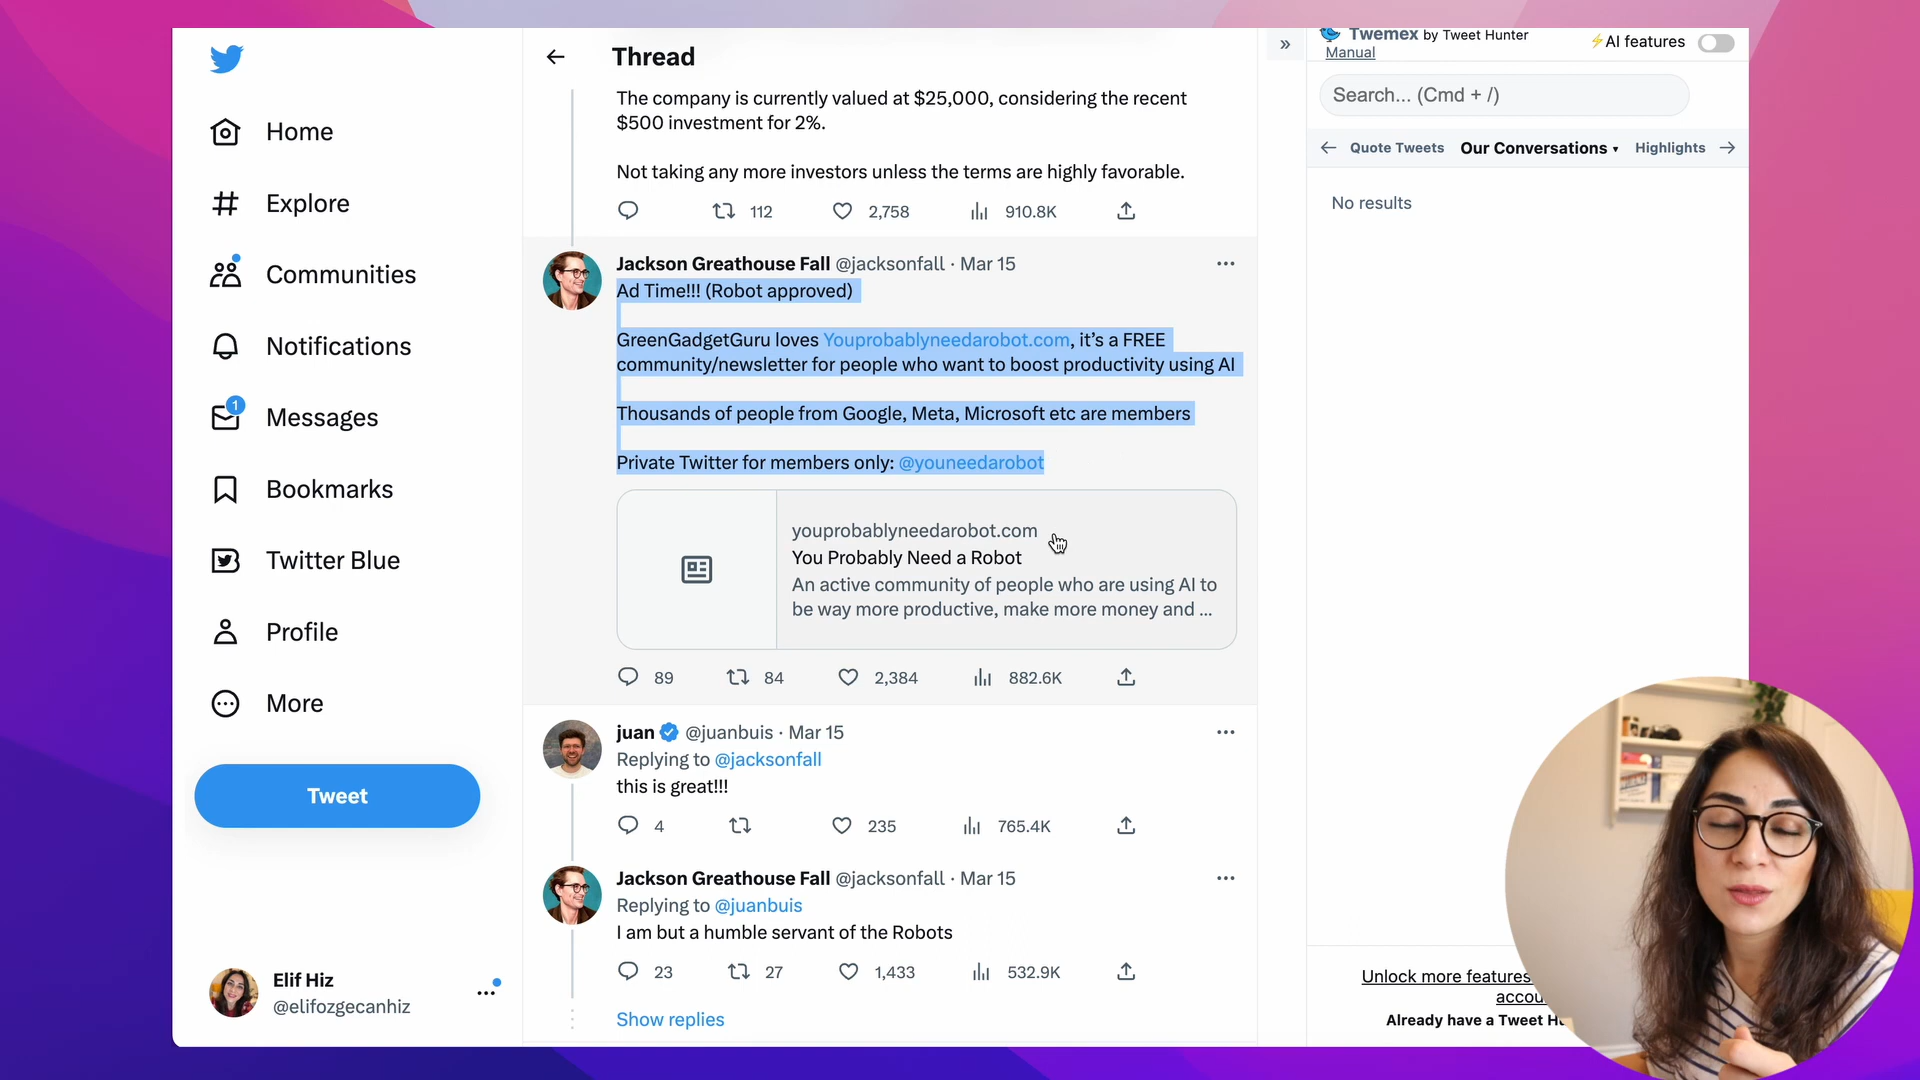 Home
Explore
Communities
Notifications
1
Messages
Bookmarks
Twitter Blue
Profile
More
Tweet
Elif Hiz
@elifozgecanhiz
Thread
The company is currently valued at $25,000, considering the recent
$500 investment for 2%.
Not taking any more investors unless the terms are highly favorable.
112 2,758 910.8K
Jackson Greathouse Fall @jacksonfall · Mar 15
Ad Time!!! (Robot approved)
GreenGadgetGuru loves Youprobablyneedarobot.com, it’s a FREE
community/newsletter for people who want to boost productivity using AI
Thousands of people from Google, Meta, Microsoft etc are members
Private Twitter for members only: @youneedarobot
youprobablyneedarobot.com
You Probably Need a Robot
An active community of people who are using AI to
be way more productive, make more money and ...
89 84 2,384 882.6K
juan @juanbuis · Mar 15
Replying to @jacksonfall
this is great!!!
4 235 765.4K
Jackson Greathouse Fall @jacksonfall · Mar 15
Replying to @juanbuis
I am but a humble servant of the Robots
23 27 1,433 532.9K
Show replies
Twemex by Tweet Hunter
Manual
⚡AI features
Search... (Cmd + /)
Quote Tweets Our Conversations Highlights
No results
Unlock more features
Already have a Tweet